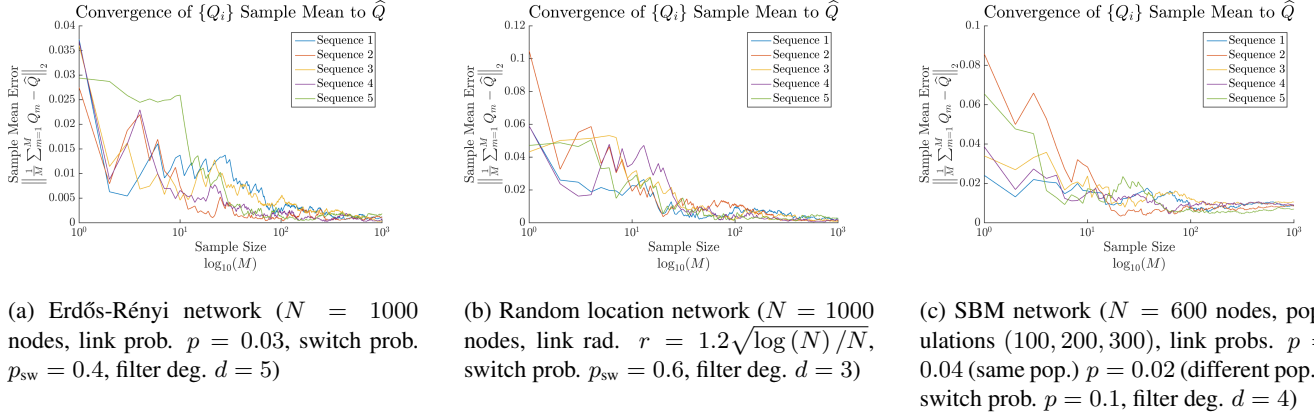 Convergence of {Q_i} Sample Mean to Q̂
Sample Mean Error
‖ 1/M ∑_{m=1}^{M} Q_m − Q̂ ‖_2
0.04
0.035
0.03
0.025
0.02
0.015
0.01
0.005
0
10^0
10^1
10^2
10^3
Sample Size
log_10(M)
Sequence 1
Sequence 2
Sequence 3
Sequence 4
Sequence 5
(a) Erdős-Rényi network (N = 1000
nodes, link prob. p = 0.03, switch prob.
p_sw = 0.4, filter deg. d = 5)
Convergence of {Q_i} Sample Mean to Q̂
Sample Mean Error
‖ 1/M ∑_{m=1}^{M} Q_m − Q̂ ‖_2
0.12
0.1
0.08
0.06
0.04
0.02
0
10^0
10^1
10^2
10^3
Sample Size
log_10(M)
Sequence 1
Sequence 2
Sequence 3
Sequence 4
Sequence 5
(b) Random location network (N = 1000
nodes, link rad. r = 1.2√(log (N) /N),
switch prob. p_sw = 0.6, filter deg. d = 3)
Convergence of {Q_i} Sample Mean to Q̂
Sample Mean Error
‖ 1/M ∑_{m=1}^{M} Q_m − Q̂ ‖_2
0.1
0.08
0.06
0.04
0.02
0
10^0
10^1
10^2
10^3
Sample Size
log_10(M)
Sequence 1
Sequence 2
Sequence 3
Sequence 4
Sequence 5
(c) SBM network (N = 600 nodes, pop
ulations (100, 200, 300), link probs. p =
0.04 (same pop.) p = 0.02 (different pop.
switch prob. p = 0.1, filter deg. d = 4)